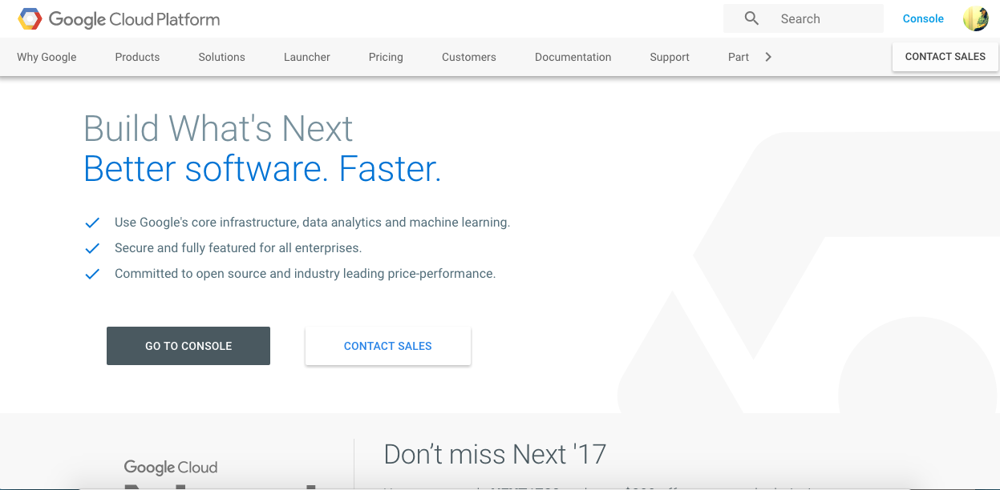 Google Cloud Platform
Search
Console
Why Google
Products
Solutions
Launcher
Pricing
Customers
Documentation
Support
Part
CONTACT SALES
Build What's Next
Better software. Faster.
Use Google's core infrastructure, data analytics and machine learning.
Secure and fully featured for all enterprises.
Committed to open source and industry leading price-performance.
GO TO CONSOLE
CONTACT SALES
Google Cloud
Don’t miss Next '17